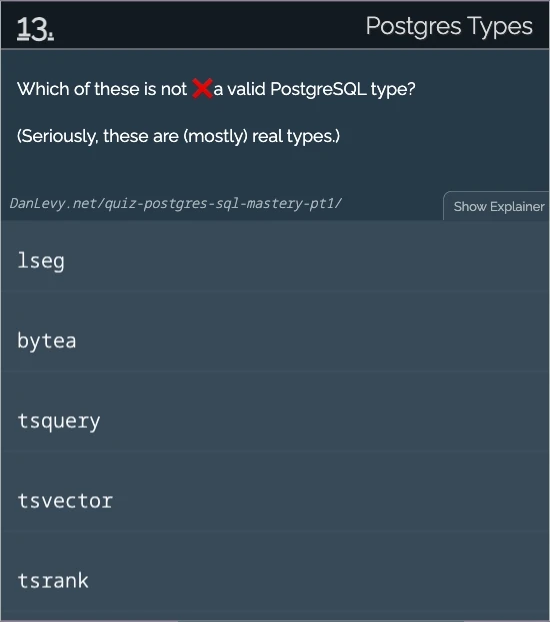 13.
Postgres Types
Which of these is not ❌a valid PostgreSQL type?
(Seriously, these are (mostly) real types.)
DanLevy.net/quiz-postgres-sql-mastery-pt1/
Show Explainer
lseg
bytea
tsquery
tsvector
tsrank